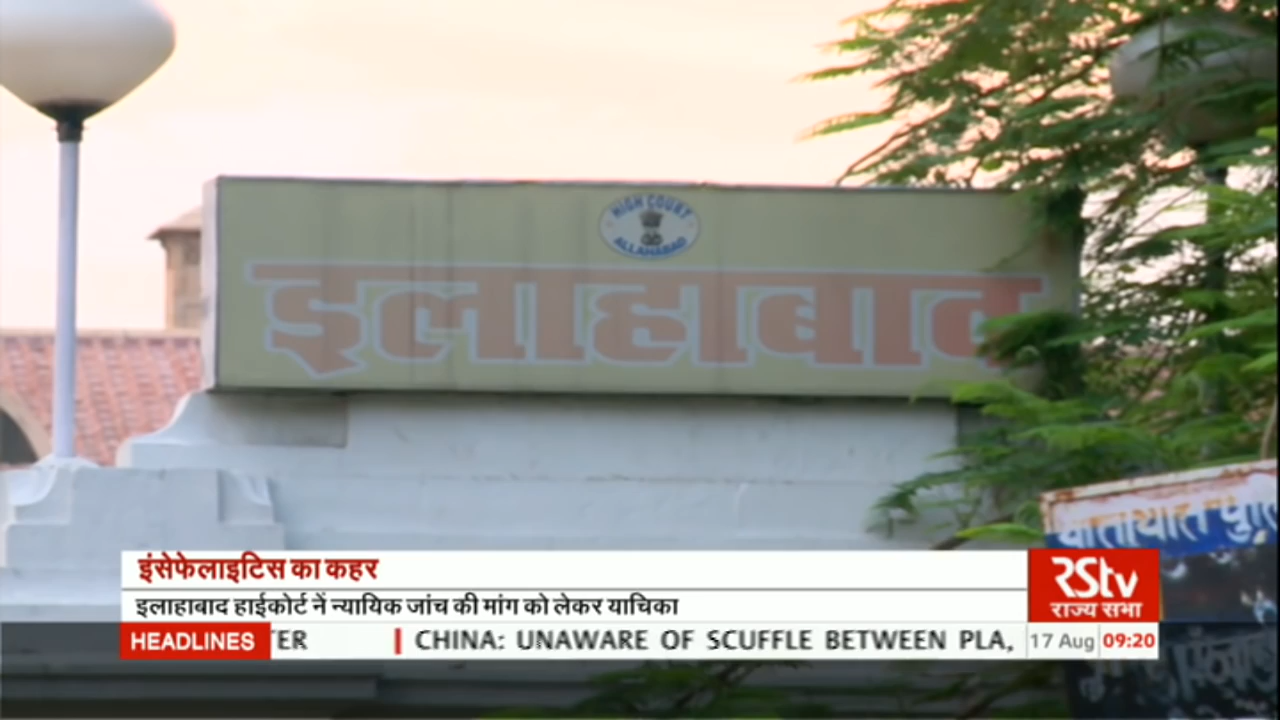 HIGH COURT
ALLAHABAD
इलाहाबाद
यातायात
इंसेफेलाइटिस का कहर
इलाहाबाद हाईकोर्ट नें न्यायिक जांच की मांग को लेकर याचिका
RStv
राज्य सभा
HEADLINES
TER
CHINA: UNAWARE OF SCUFFLE BETWEEN PLA,
17 Aug
09:20